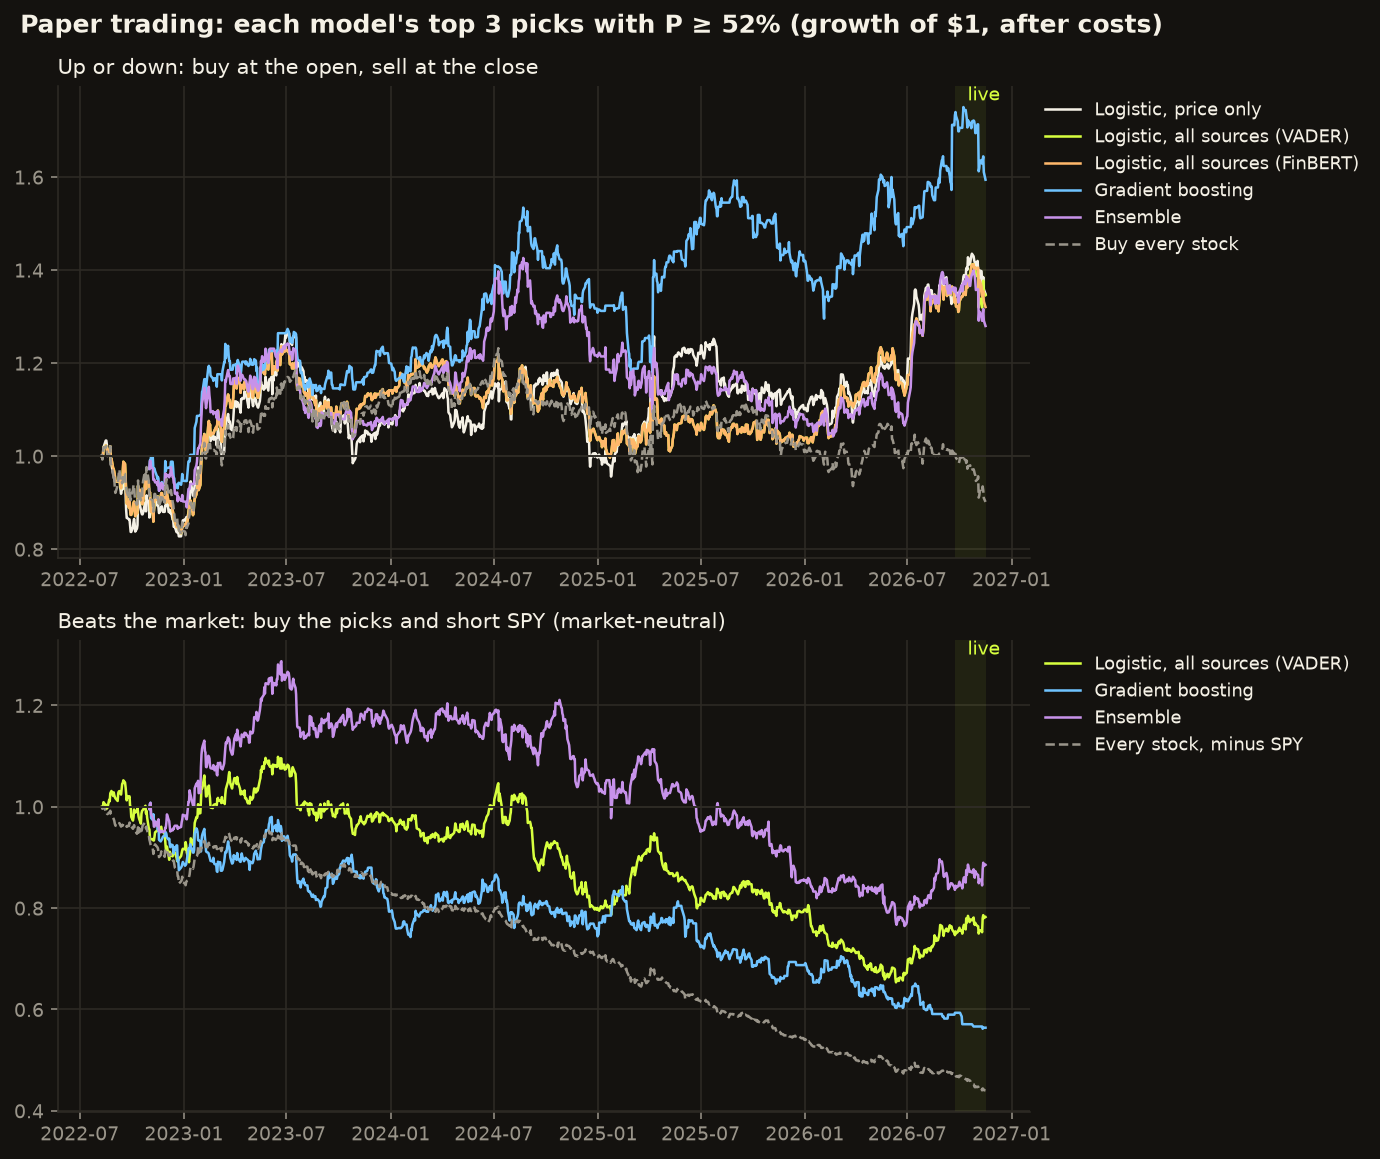 Paper trading: each model's top 3 picks with P ≥ 52% (growth of $1, after costs)
Up or down: buy at the open, sell at the close
live
Logistic, price only
Logistic, all sources (VADER)
Logistic, all sources (FinBERT)
Gradient boosting
Ensemble
Buy every stock
1.6
1.4
1.2
1.0
0.8
2022-07 2023-01 2023-07 2024-01 2024-07 2025-01 2025-07 2026-01 2026-07 2027-01
Beats the market: buy the picks and short SPY (market-neutral)
live
Logistic, all sources (VADER)
Gradient boosting
Ensemble
Every stock, minus SPY
1.2
1.0
0.8
0.6
0.4
2022-07 2023-01 2023-07 2024-01 2024-07 2025-01 2025-07 2026-01 2026-07 2027-01